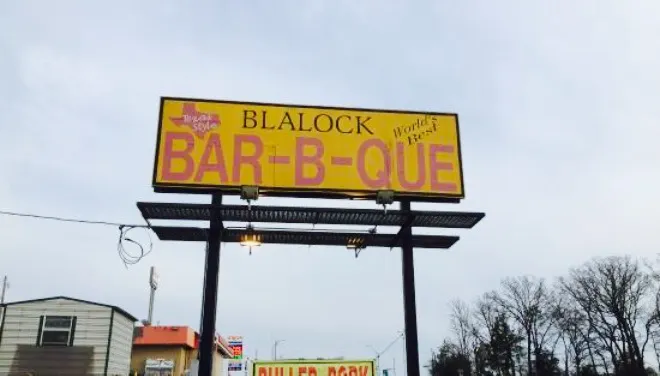 Texas
Style
BLALOCK
World's
Best
BAR-B-QUE
PULLED PORK